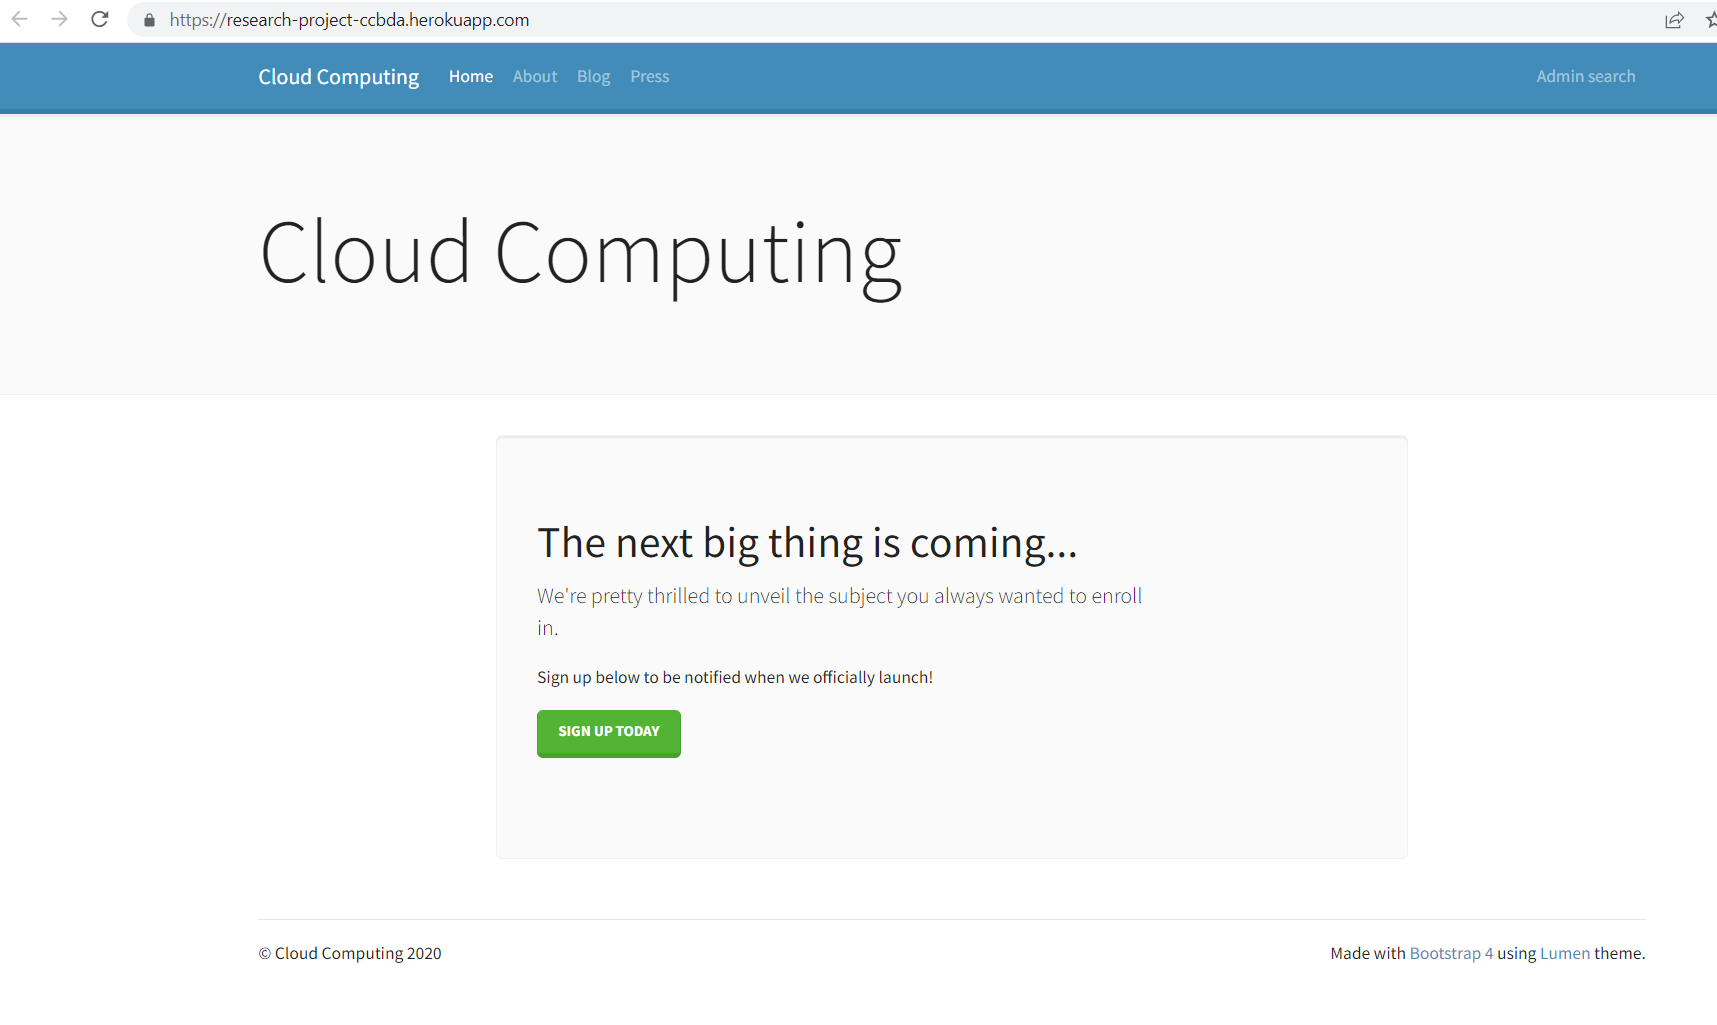 https://research-project-ccbda.herokuapp.com
Cloud Computing Home About Blog Press Admin search
Cloud Computing
The next big thing is coming...
We're pretty thrilled to unveil the subject you always wanted to enroll
in.
Sign up below to be notified when we officially launch!
SIGN UP TODAY
© Cloud Computing 2020 Made with Bootstrap 4 using Lumen theme.